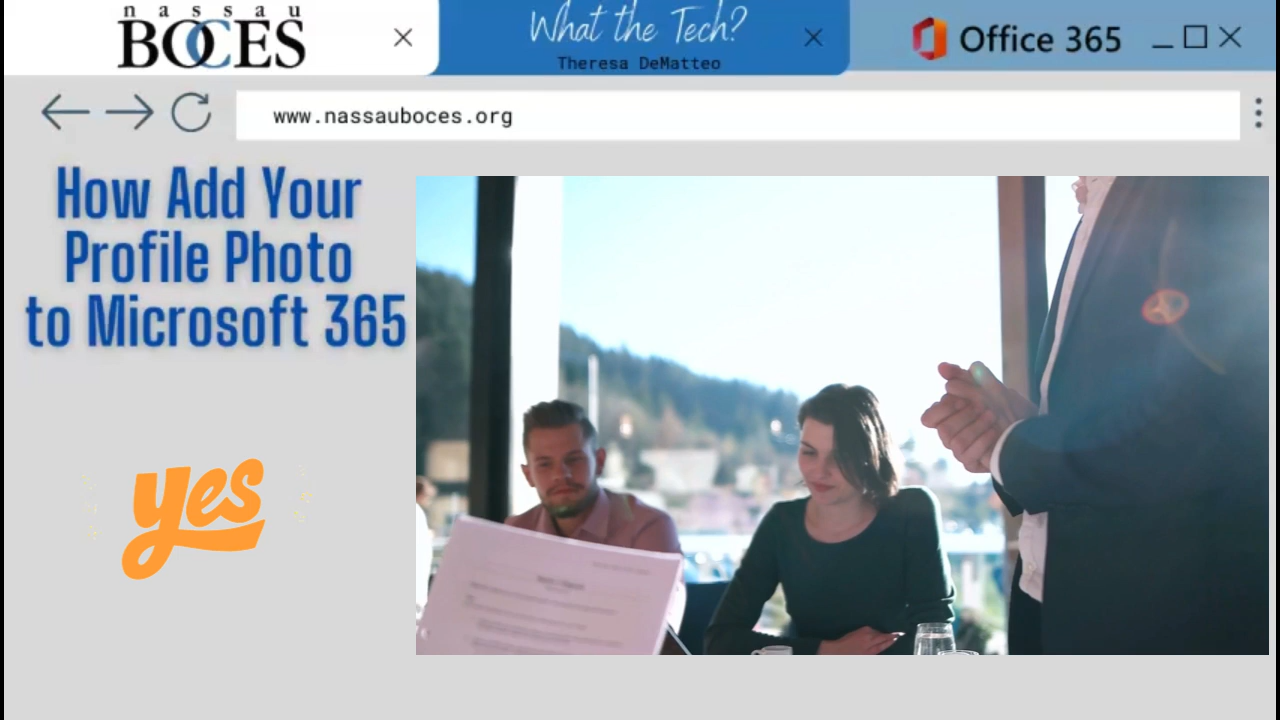 nassau
BOCES
What the Tech?
Theresa DeMatteo
Office 365
www.nassauboces.org
How Add Your
Profile Photo
to Microsoft 365
yes